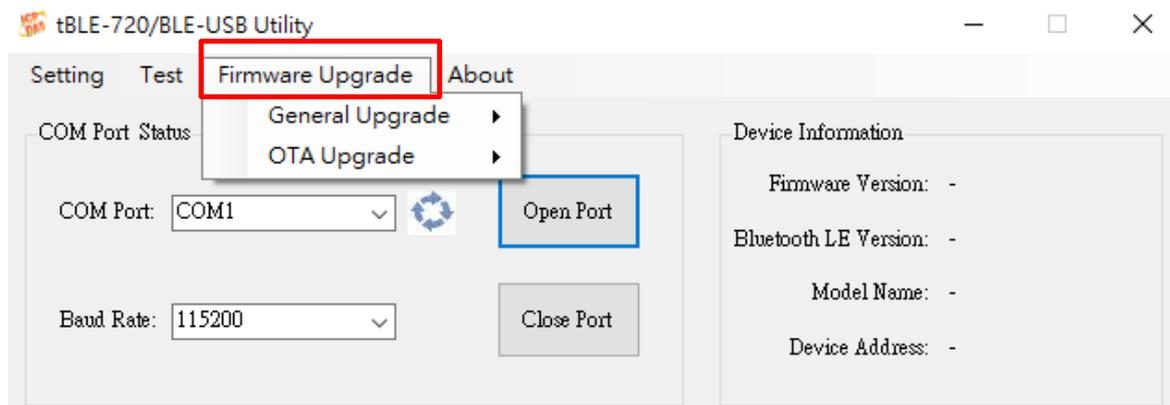 ICP DAS tBLE-720/BLE-USB Utility
Setting Test Firmware Upgrade About
General Upgrade
OTA Upgrade
COM Port Status
COM Port: COM1
Open Port
Baud Rate: 115200
Close Port
Device Information
Firmware Version: -
Bluetooth LE Version: -
Model Name: -
Device Address: -